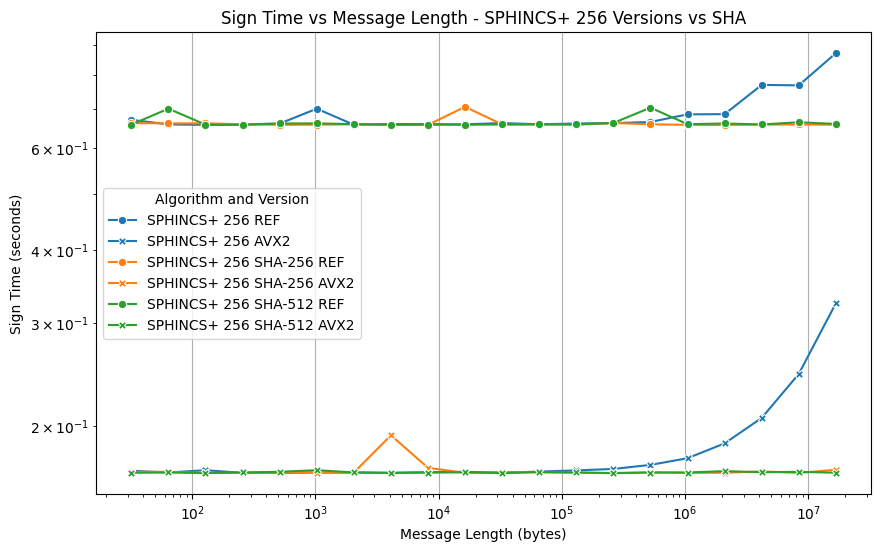 Sign Time vs Message Length - SPHINCS+ 256 Versions vs SHA
6 × 10⁻¹
4 × 10⁻¹
3 × 10⁻¹
2 × 10⁻¹
Sign Time (seconds)
Algorithm and Version
SPHINCS+ 256 REF
SPHINCS+ 256 AVX2
SPHINCS+ 256 SHA-256 REF
SPHINCS+ 256 SHA-256 AVX2
SPHINCS+ 256 SHA-512 REF
SPHINCS+ 256 SHA-512 AVX2
10² 10³ 10⁴ 10⁵ 10⁶ 10⁷
Message Length (bytes)